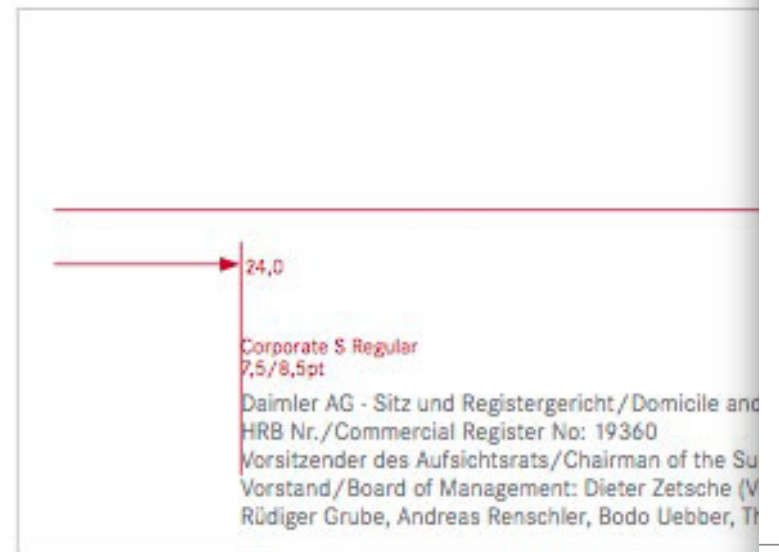 24,0
Corporate S Regular
7,5/8,5pt
Daimler AG - Sitz und Registergericht/Domicile and
HRB Nr./Commercial Register No: 19360
Vorsitzender des Aufsichtsrats/Chairman of the Su
Vorstand/Board of Management: Dieter Zetsche (V
Rüdiger Grube, Andreas Renschler, Bodo Uebber, Th